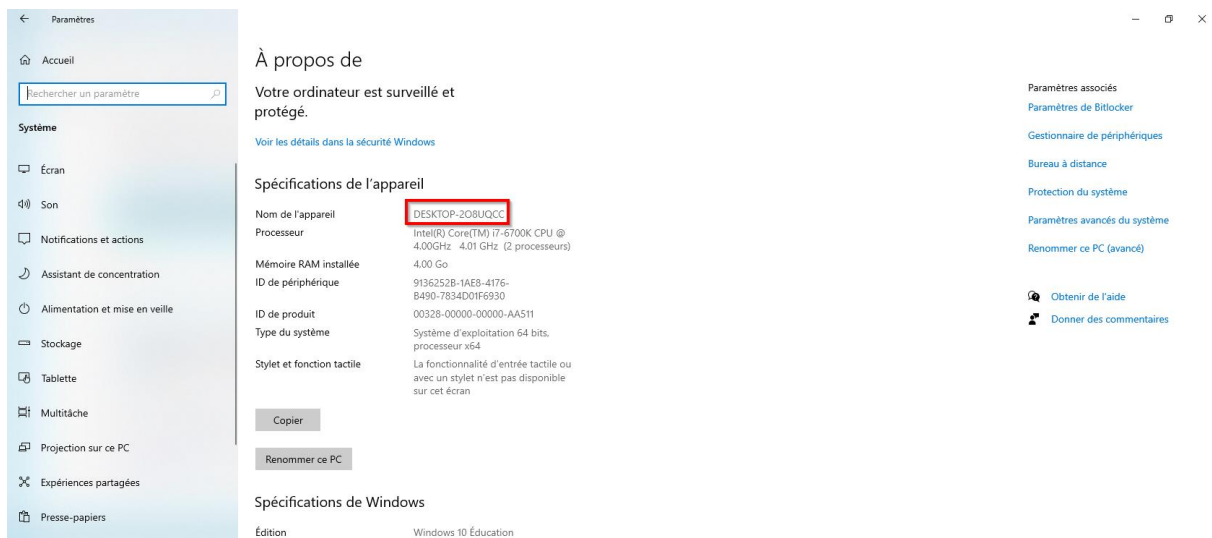 Paramètres
Accueil
Rechercher un paramètre
Système
Écran
Son
Notifications et actions
Assistant de concentration
Alimentation et mise en veille
Stockage
Tablette
Multitâche
Projection sur ce PC
Expériences partagées
Presse-papiers
À propos de
Votre ordinateur est surveillé et
protégé.
Voir les détails dans la sécurité Windows
Spécifications de l'appareil
Nom de l'appareil DESKTOP-2O8UQCC
Processeur Intel(R) Core(TM) i7-6700K CPU @
4.00GHz 4.01 GHz (2 processeurs)
Mémoire RAM installée 4,00 Go
ID de périphérique 9136252B-1AE8-4176-
B490-7834D01F6930
ID de produit 00328-00000-00000-AA511
Type du système Système d'exploitation 64 bits,
processeur x64
Stylet et fonction tactile La fonctionnalité d'entrée tactile ou
avec un stylet n'est pas disponible
sur cet écran
Copier
Renommer ce PC
Spécifications de Windows
Édition Windows 10 Éducation
Paramètres associés
Paramètres de Bitlocker
Gestionnaire de périphériques
Bureau à distance
Protection du système
Paramètres avancés du système
Renommer ce PC (avancé)
Obtenir de l'aide
Donner des commentaires